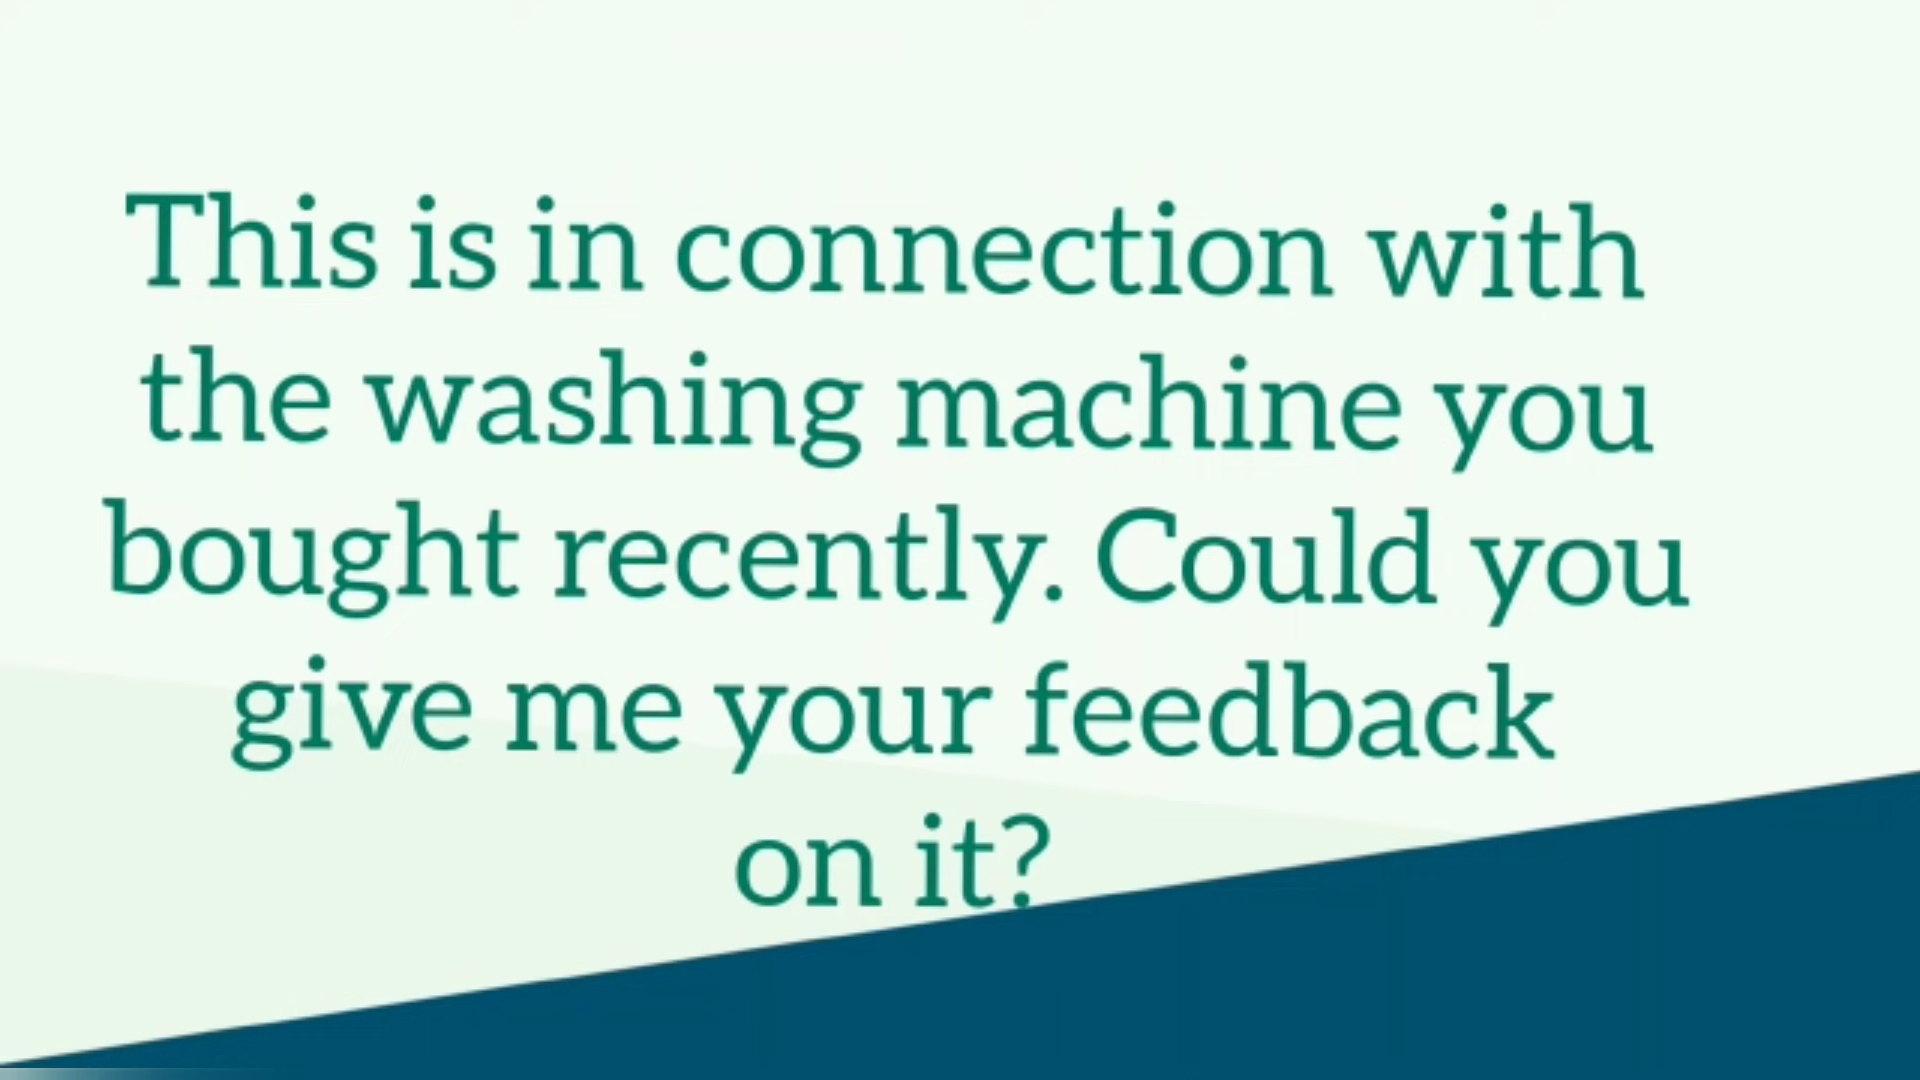 This is in connection with
the washing machine you
bought recently. Could you
give me your feedback
on it?